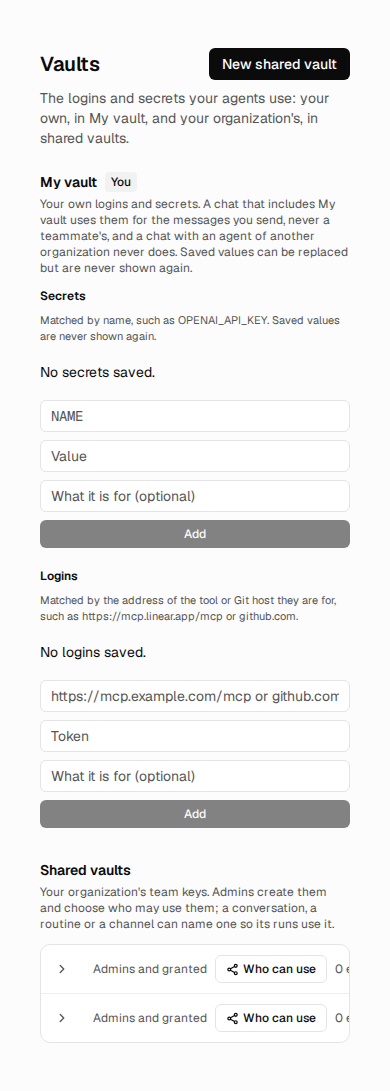 Vaults
New shared vault
The logins and secrets your agents use: your
own, in My vault, and your organization's, in
shared vaults.
My vault You
Your own logins and secrets. A chat that includes My
vault uses them for the messages you send, never a
teammate's, and a chat with an agent of another
organization never does. Saved values can be replaced
but are never shown again.
Secrets
Matched by name, such as OPENAI_API_KEY. Saved values
are never shown again.
No secrets saved.
NAME
Value
What it is for (optional)
Add
Logins
Matched by the address of the tool or Git host they are for,
such as https://mcp.linear.app/mcp or github.com.
No logins saved.
https://mcp.example.com/mcp or github.com
Token
What it is for (optional)
Add
Shared vaults
Your organization's team keys. Admins create them
and choose who may use them; a conversation, a
routine or a channel can name one so its runs use it.
Admins and granted Who can use 0
Admins and granted Who can use 0